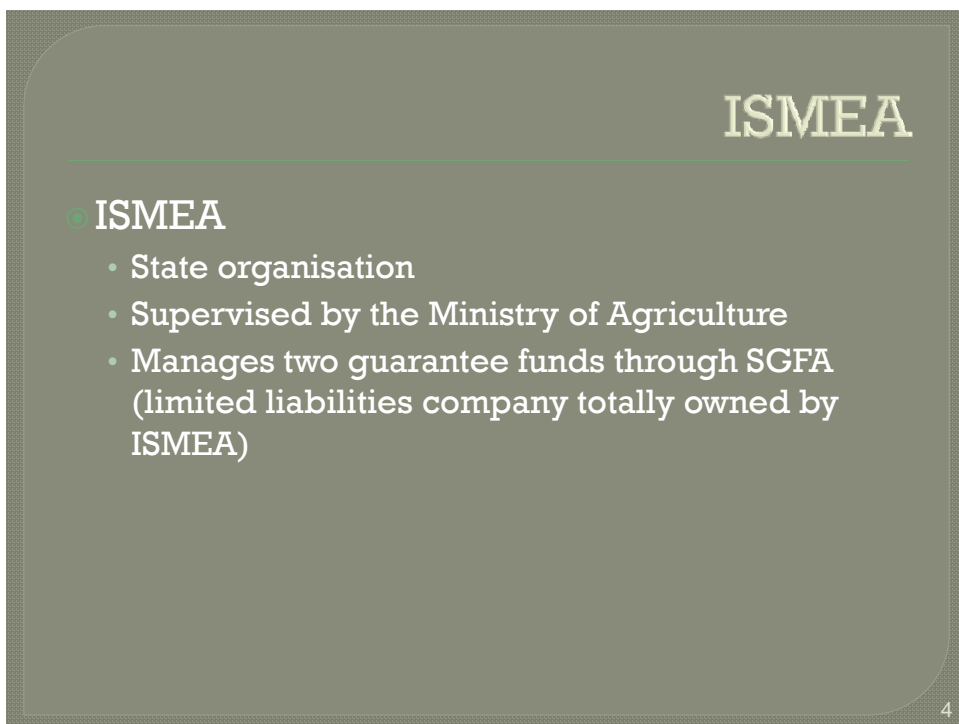 ISMEA
ISMEA
• State organisation
• Supervised by the Ministry of Agriculture
• Manages two guarantee funds through SGFA
(limited liabilities company totally owned by
ISMEA)
4